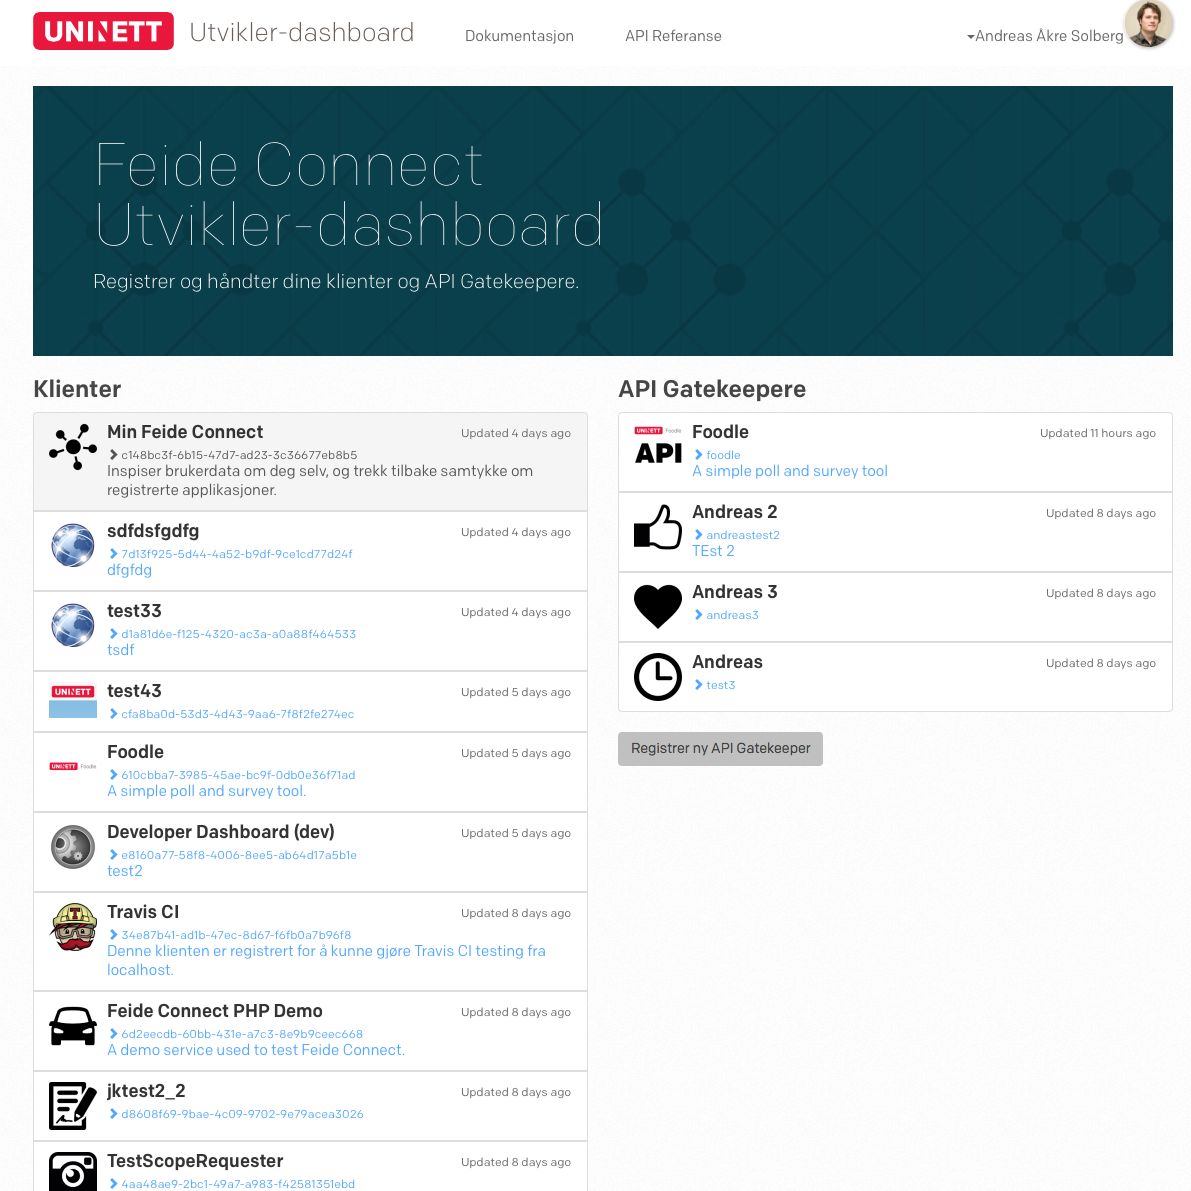 UNINETT Utvikler-dashboard Dokumentasjon API Referanse Andreas Åkre Solberg
Feide Connect
Utvikler-dashboard
Registrer og håndter dine klienter og API Gatekeepere.
Klienter
Min Feide Connect Updated 4 days ago
c148bc3f-6b15-47d7-ad23-3c36677eb8b5
Inspiser brukerdata om deg selv, og trekk tilbake samtykke om
registrerte applikasjoner.
sdfdsfgdfg Updated 4 days ago
7d13f925-5d44-4a52-b9df-9ce1cd77d24f
dfgfdg
test33 Updated 4 days ago
d1a81d6e-f125-4320-ac3a-a0a88f464533
tsdf
UNINETT
test43 Updated 5 days ago
cfa8ba0d-53d3-4d43-9aa6-7f8f2fe274ec
UNINETT Foodle
Foodle Updated 5 days ago
610cbba7-3985-45ae-bc9f-0db0e36f71ad
A simple poll and survey tool.
Developer Dashboard (dev) Updated 5 days ago
e8160a77-58f8-4006-8ee5-ab64d17a5b1e
test2
T
Travis CI Updated 8 days ago
34e87b41-ad1b-47ec-8d67-f6fb0a7b96f8
Denne klienten er registrert for å kunne gjøre Travis CI testing fra
localhost.
Feide Connect PHP Demo Updated 8 days ago
6d2eecdb-60bb-431e-a7c3-8e9b9ceec668
A demo service used to test Feide Connect.
jktest2_2 Updated 8 days ago
d8608f69-9bae-4c09-9702-9e79acea3026
TestScopeRequester Updated 8 days ago
4aa48ae9-2bc1-49a7-a983-f42581351ebd
API Gatekeepere
UNINETT Foodle
API
Foodle Updated 11 hours ago
foodle
A simple poll and survey tool
Andreas 2 Updated 8 days ago
andreastest2
TEst 2
Andreas 3 Updated 8 days ago
andreas3
Andreas Updated 8 days ago
test3
Registrer ny API Gatekeeper